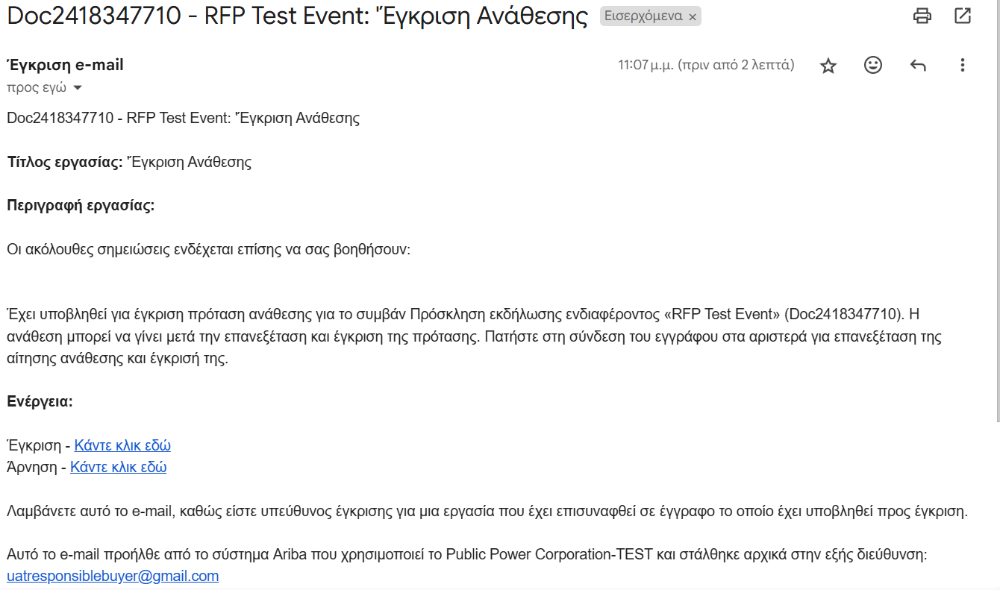 Doc2418347710 - RFP Test Event: "Έγκριση Ανάθεσης Εισερχόμενα ×
Έγκριση e-mail 11:07 μ.μ. (πριν από 2 λεπτά)
προς εγώ
Doc2418347710 - RFP Test Event: "Έγκριση Ανάθεσης
Τίτλος εργασίας: "Έγκριση Ανάθεσης
Περιγραφή εργασίας:
Οι ακόλουθες σημειώσεις ενδέχεται επίσης να σας βοηθήσουν:
Έχει υποβληθεί για έγκριση πρόταση ανάθεσης για το συμβάν Πρόσκληση εκδήλωσης ενδιαφέροντος «RFP Test Event» (Doc2418347710). Η
ανάθεση μπορεί να γίνει μετά την επανεξέταση και έγκριση της πρότασης. Πατήστε στη σύνδεση του εγγράφου στα αριστερά για επανεξέταση της
αίτησης ανάθεσης και έγκρισή της.
Ενέργεια:
Έγκριση - Κάντε κλικ εδώ
Άρνηση - Κάντε κλικ εδώ
Λαμβάνετε αυτό το e-mail, καθώς είστε υπεύθυνος έγκρισης για μια εργασία που έχει επισυναφθεί σε έγγραφο το οποίο έχει υποβληθεί προς έγκριση.
Αυτό το e-mail προήλθε από το σύστημα Ariba που χρησιμοποιεί το Public Power Corporation-TEST και στάλθηκε αρχικά στην εξής διεύθυνση:
uatresponsiblebuyer@gmail.com